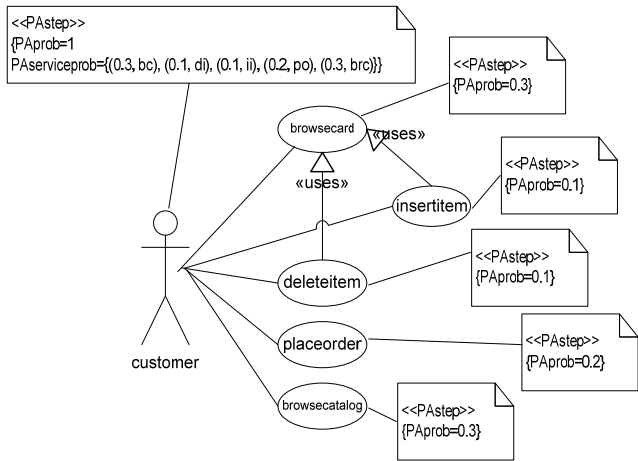 <<PAstep>>
{PAprob=1
PAserviceprob={(0.3, bc), (0.1, di), (0.1, ii), (0.2, po), (0.3, brc)}}
<<PAstep>>
{PAprob=0.3}
browsecard
«uses»
«uses»
<<PAstep>>
{PAprob=0.1}
insertitem
<<PAstep>>
{PAprob=0.1}
deleteitem
customer
placeorder
<<PAstep>>
{PAprob=0.2}
browsecatalog
<<PAstep>>
{PAprob=0.3}